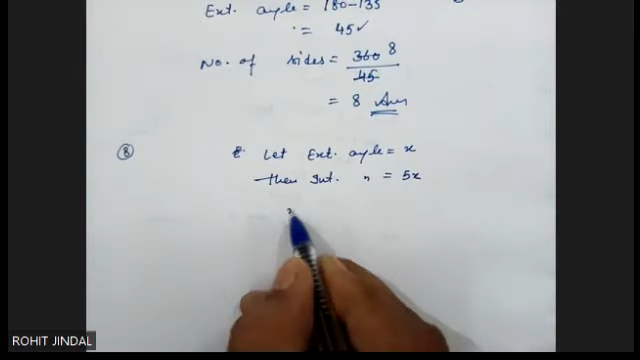 Ext. angle = 180-135
= 45 ✓
No. of sides = 360 8
45
= 8 Ans
8 Let Ext. angle = x
then Int. " = 5x
ROHIT JINDAL